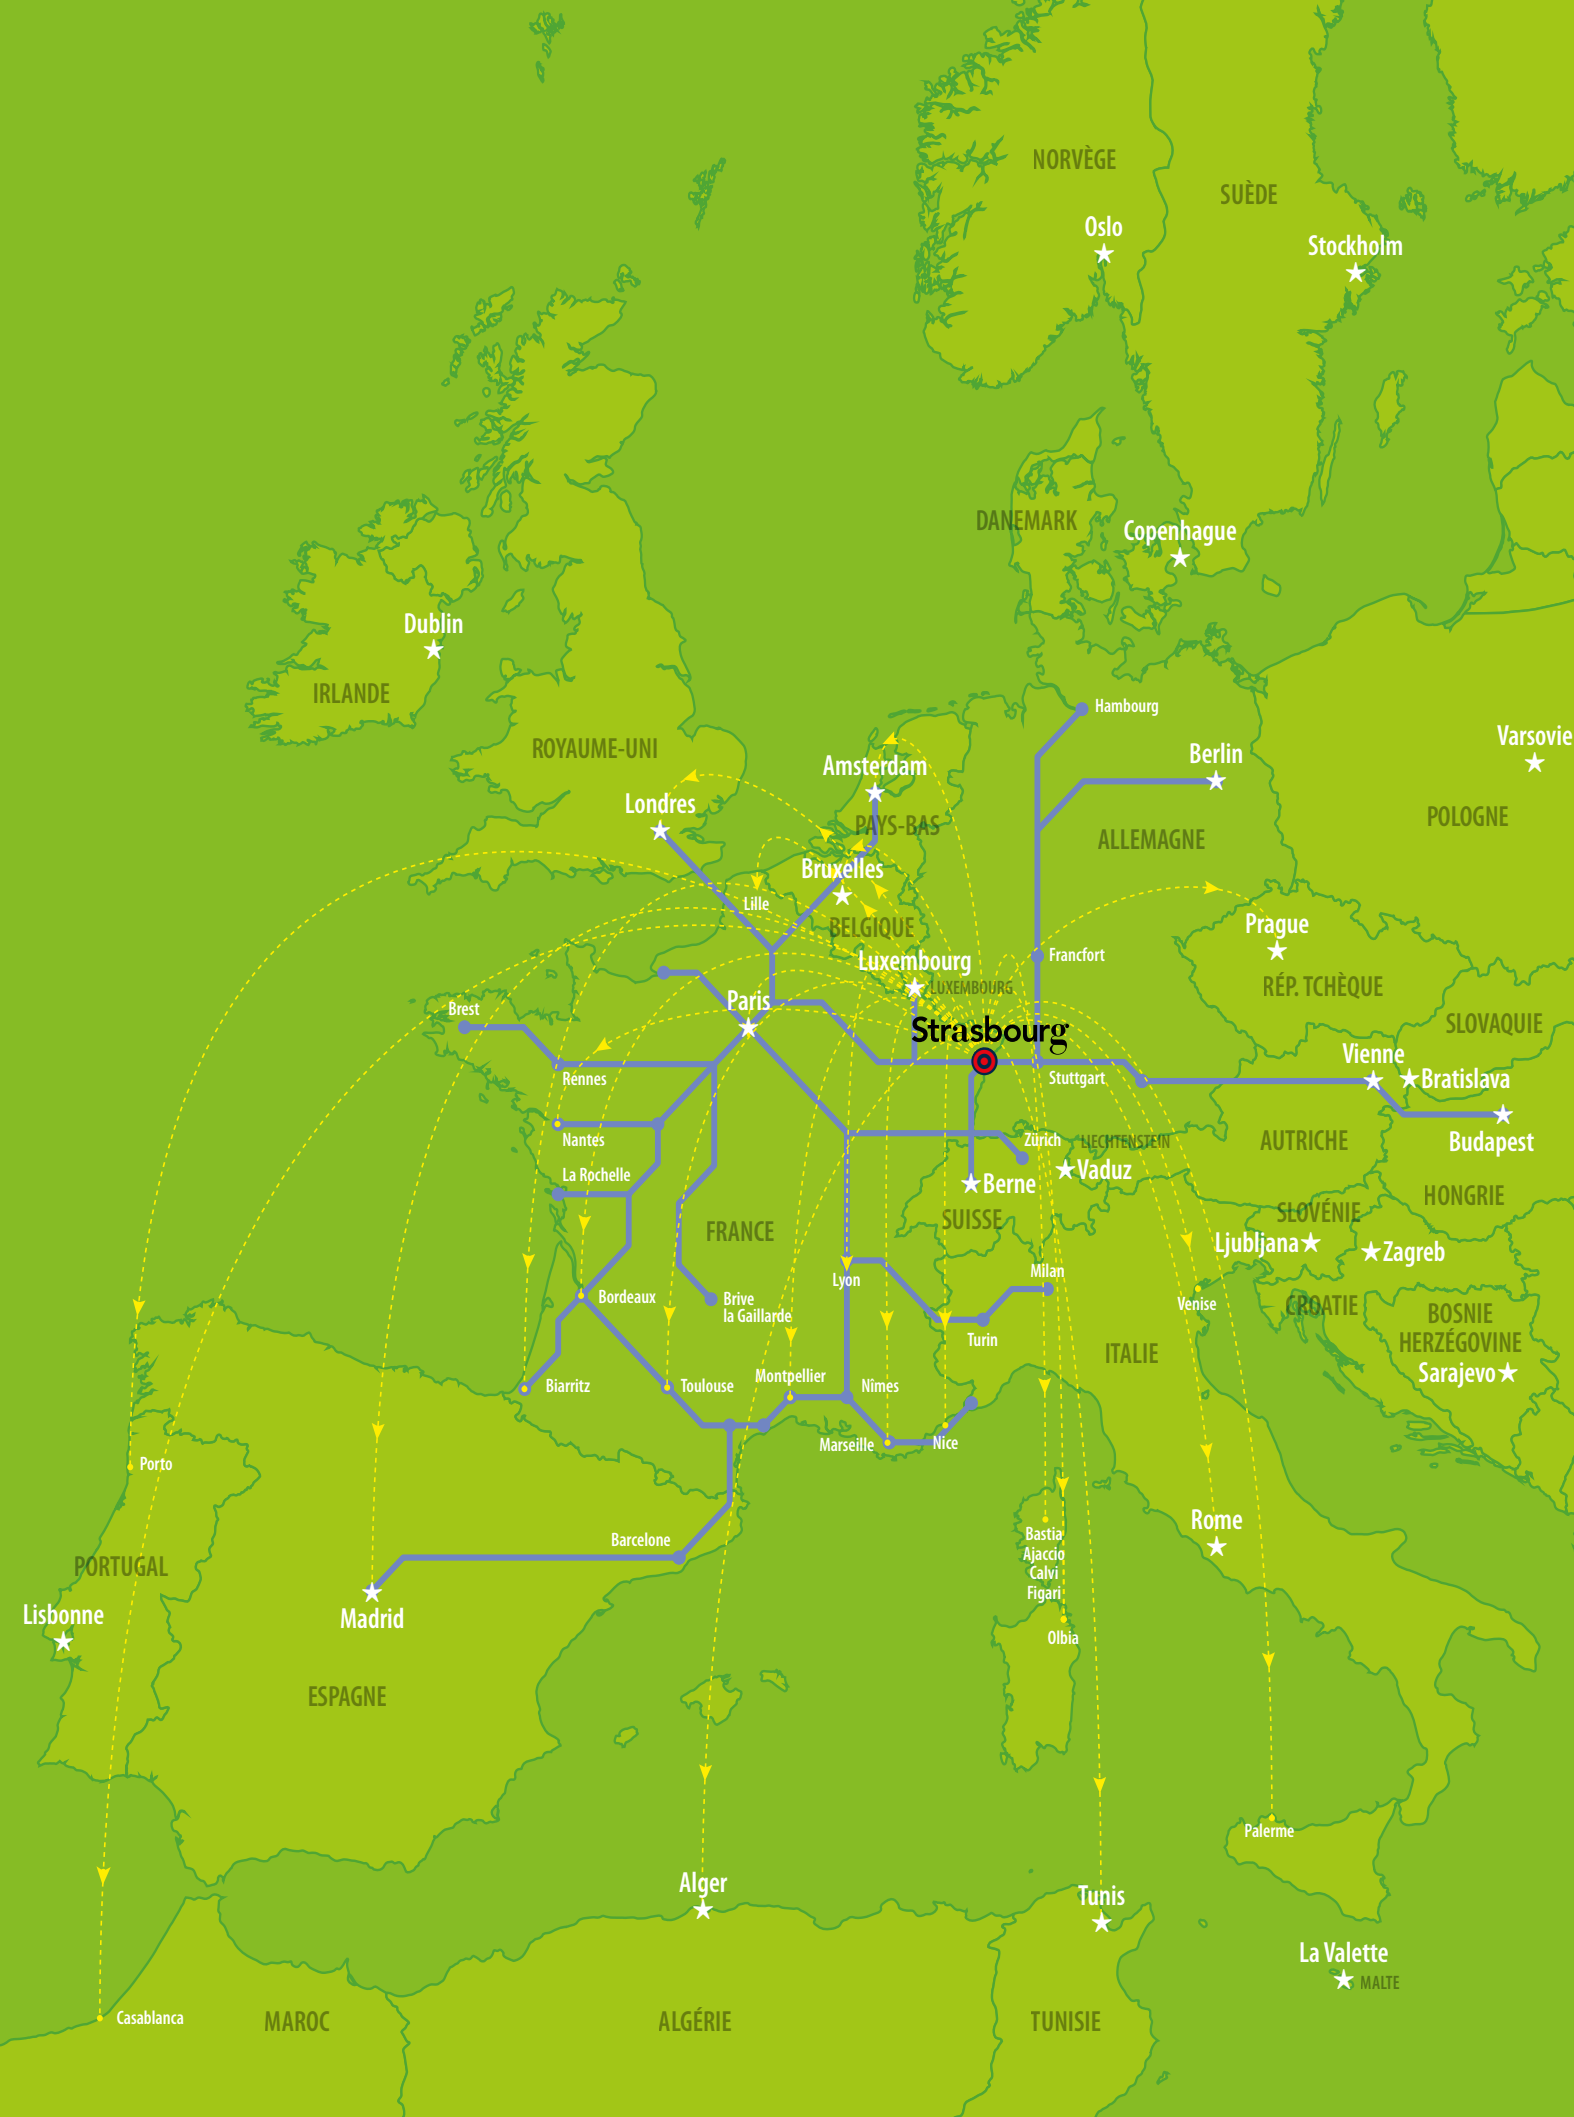 NORVÈGE
SUÈDE
Oslo
Stockholm
DANEMARK
Copenhague
Dublin
IRLANDE
Hambourg
ROYAUME-UNI
Varsovie
Berlin
Amsterdam
Londres
PAYS-BAS
POLOGNE
ALLEMAGNE
Bruxelles
Lille
BELGIQUE
Prague
Francfort
Luxembourg
LUXEMBOURG
RÉP. TCHÈQUE
Paris
Brest
SLOVAQUIE
Strasbourg
Vienne
Rennes
Stuttgart
Bratislava
Nantes
Zürich
LIECHTENSTEIN
AUTRICHE
Budapest
La Rochelle
Vaduz
Berne
HONGRIE
SUISSE
SLOVÉNIE
FRANCE
Ljubljana
Zagreb
Milan
Lyon
Bordeaux
Brive
la Gaillarde
Venise
CROATIE
BOSNIE
HERZÉGOVINE
Turin
ITALIE
Sarajevo
Montpellier
Biarritz
Toulouse
Nîmes
Marseille
Nice
Porto
Rome
Bastia
Ajaccio
Calvi
Figari
Barcelone
PORTUGAL
Lisbonne
Madrid
Olbia
ESPAGNE
Palerme
Alger
Tunis
La Valette
MALTE
Casablanca
MAROC
ALGÉRIE
TUNISIE